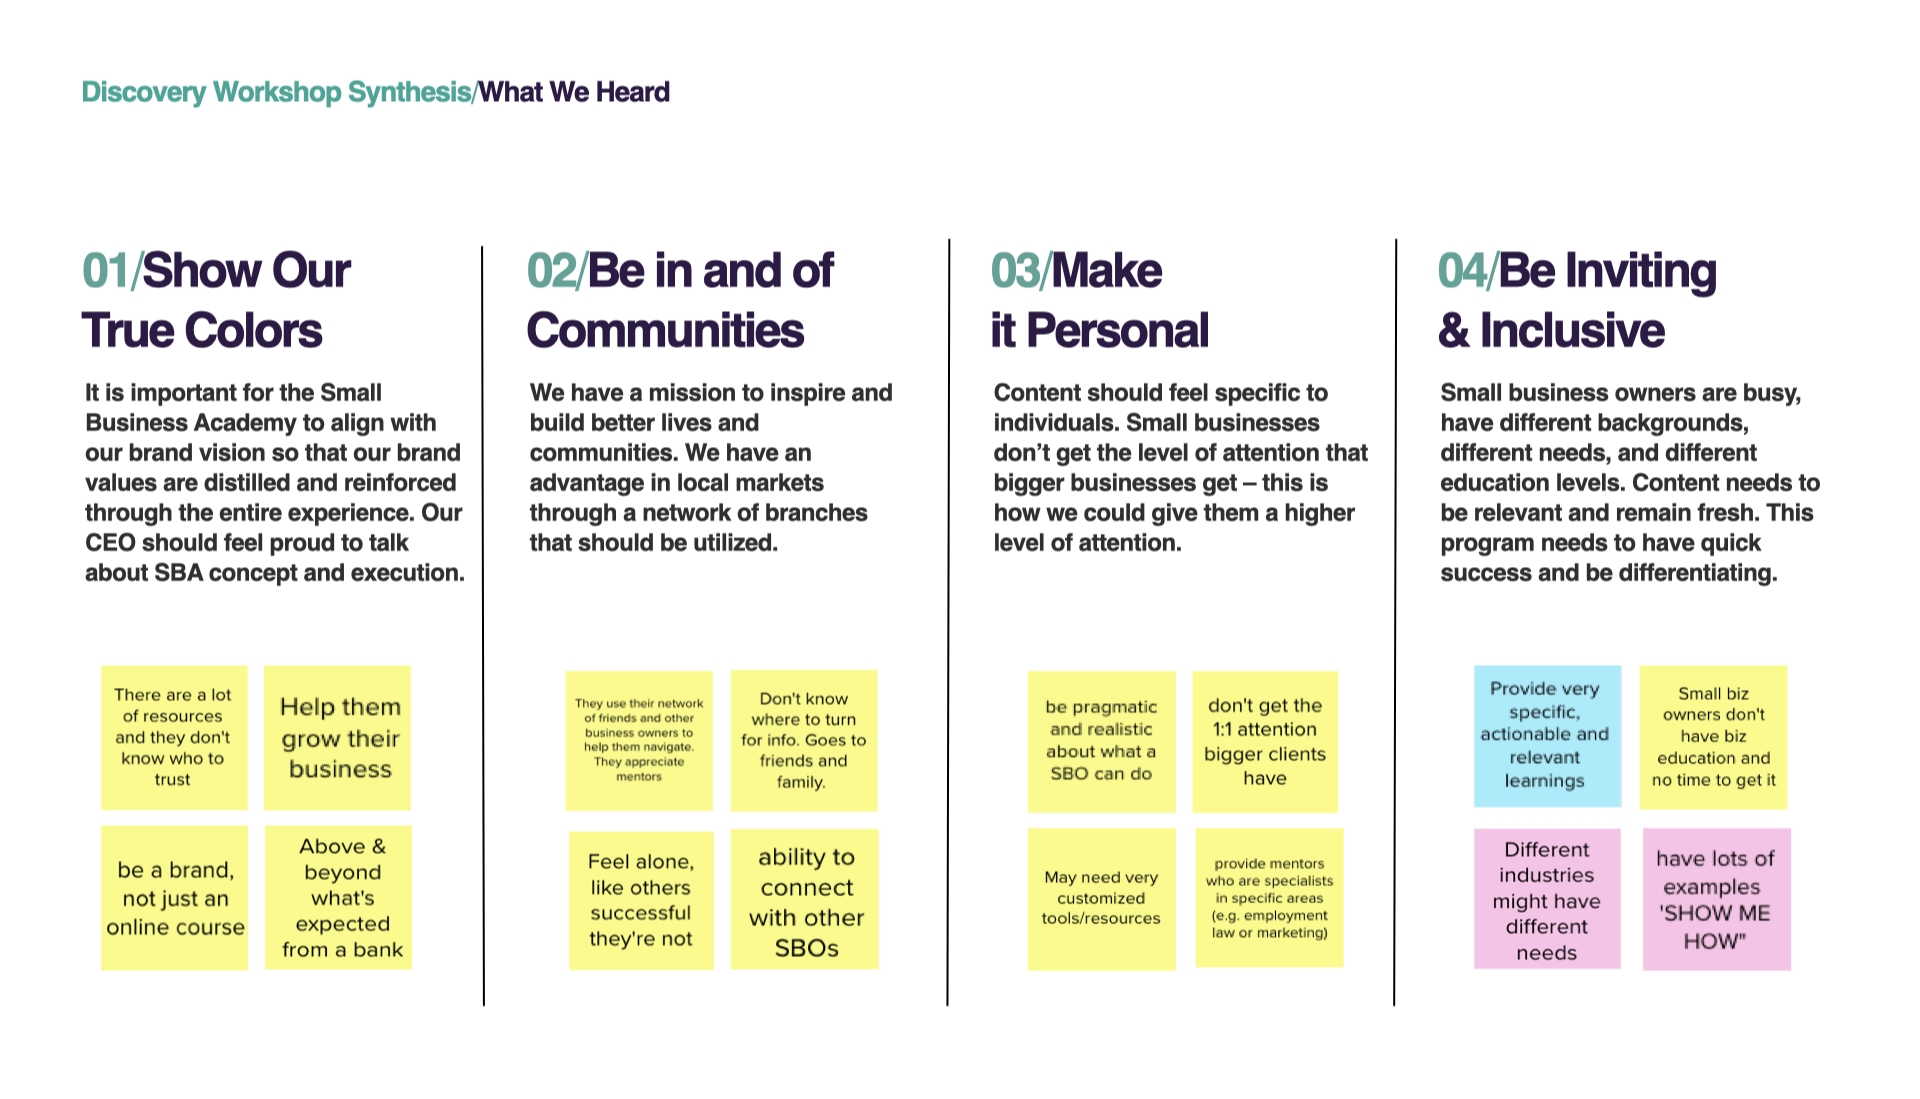 Discovery Workshop Synthesis/What We Heard
01/Show Our
True Colors
It is important for the Small
Business Academy to align with
our brand vision so that our brand
values are distilled and reinforced
through the entire experience. Our
CEO should feel proud to talk
about SBA concept and execution.
There are a lot
of resources
and they don't
know who to
trust
Help them
grow their
business
be a brand,
not just an
online course
Above &
beyond
what's
expected
from a bank
02/Be in and of
Communities
We have a mission to inspire and
build better lives and
communities. We have an
advantage in local markets
through a network of branches
that should be utilized.
They use their network
of friends and other
business owners to
help them navigate.
They appreciate
mentors
Don't know
where to turn
for info. Goes to
friends and
family.
Feel alone,
like others
successful
they're not
ability to
connect
with other
SBOs
03/Make
it Personal
Content should feel specific to
individuals. Small businesses
don’t get the level of attention that
bigger businesses get – this is
how we could give them a higher
level of attention.
be pragmatic
and realistic
about what a
SBO can do
don't get the
1:1 attention
bigger clients
have
May need very
customized
tools/resources
provide mentors
who are specialists
in specific areas
(e.g. employment
law or marketing)
04/Be Inviting
& Inclusive
Small business owners are busy,
have different backgrounds,
different needs, and different
education levels. Content needs to
be relevant and remain fresh. This
program needs to have quick
success and be differentiating.
Provide very
specific,
actionable and
relevant
learnings
Small biz
owners don't
have biz
education and
no time to get it
Different
industries
might have
different
needs
have lots of
examples
'SHOW ME
HOW"